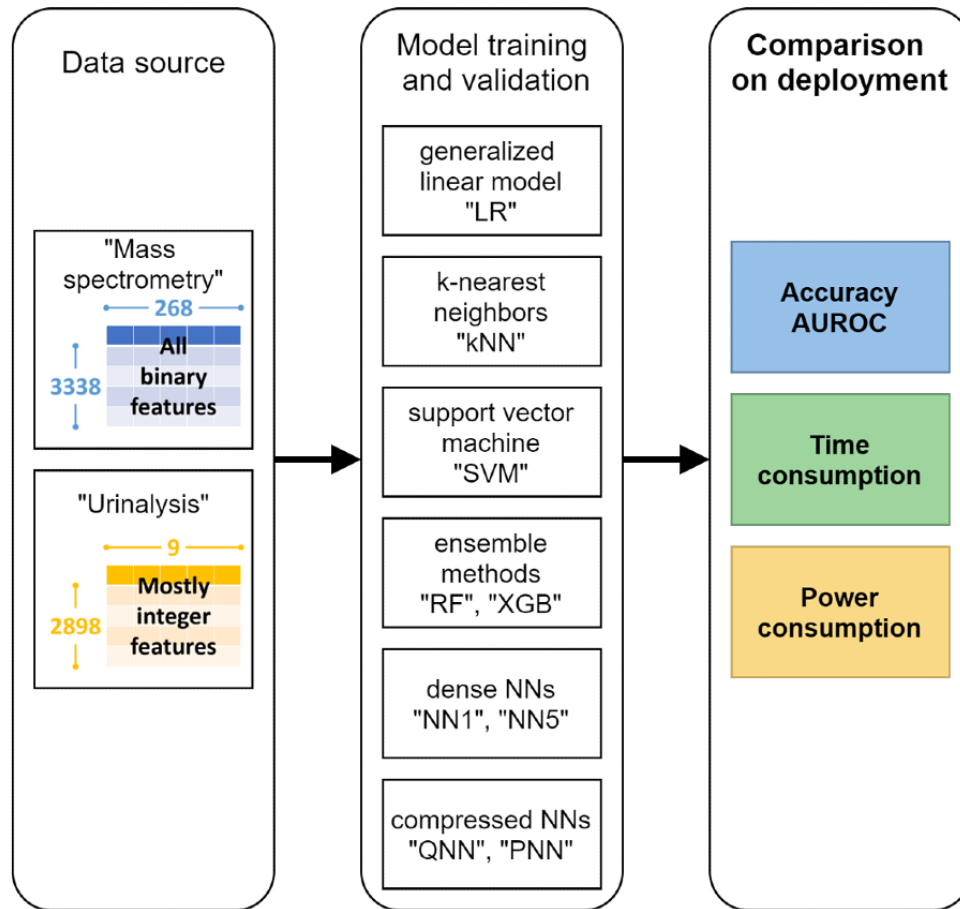 Data source
"Mass
spectrometry"
268
3338
All
binary
features
"Urinalysis"
9
2898
Mostly
integer
features
Model training
and validation
generalized
linear model
"LR"
k-nearest
neighbors
"kNN"
support vector
machine
"SVM"
ensemble
methods
"RF", "XGB"
dense NNs
"NN1", "NN5"
compressed NNs
"QNN", "PNN"
Comparison
on deployment
Accuracy
AUROC
Time
consumption
Power
consumption